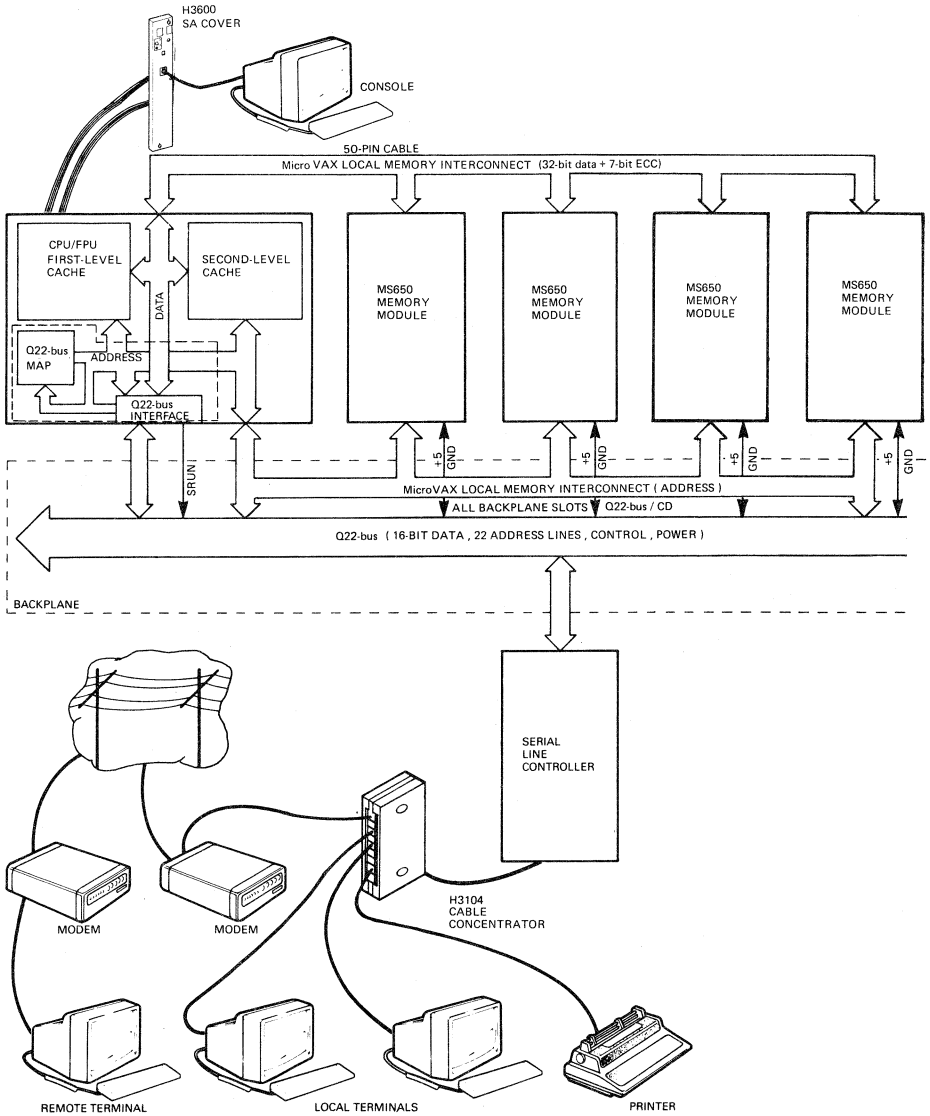 H3600
SA COVER
CONSOLE
50-PIN CABLE
Micro VAX LOCAL MEMORY INTERCONNECT (32-bit data + 7-bit ECC)
CPU/FPU
FIRST-LEVEL
CACHE
SECOND-LEVEL
CACHE
DATA
Q22-bus
MAP
ADDRESS
Q22-bus
INTERFACE
MS650
MEMORY
MODULE
MS650
MEMORY
MODULE
MS650
MEMORY
MODULE
MS650
MEMORY
MODULE
SRUN
+5
GND
+5
GND
+5
GND
+5
GND
MicroVAX LOCAL MEMORY INTERCONNECT ( ADDRESS )
ALL BACKPLANE SLOTS Q22-bus / CD
Q22-bus ( 16-BIT DATA , 22 ADDRESS LINES , CONTROL , POWER )
BACKPLANE
SERIAL
LINE
CONTROLLER
MODEM
MODEM
H3104
CABLE
CONCENTRATOR
REMOTE TERMINAL
LOCAL TERMINALS
PRINTER